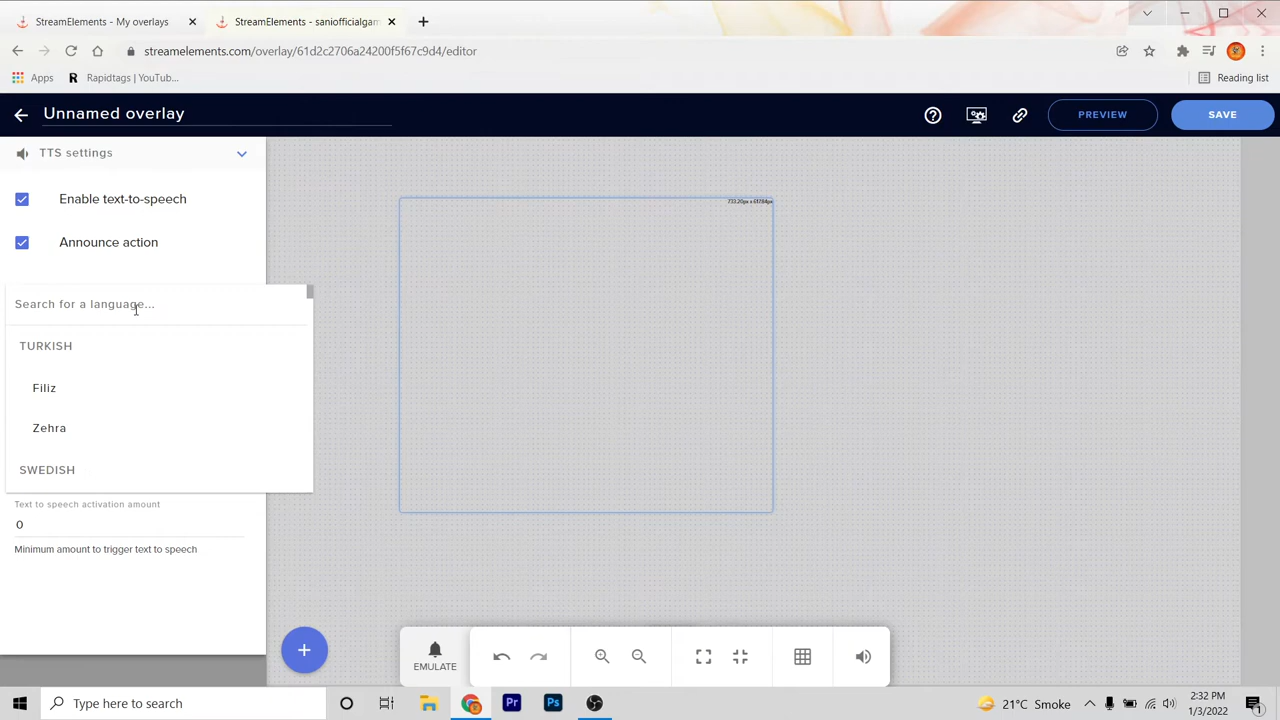 StreamElements - My overlays
StreamElements - saniofficialgam
streamelements.com/overlay/61d2c2706a24200f5f67c9d4/editor
Apps
R Rapidtags | YouTub...
Reading list
Unnamed overlay
PREVIEW
SAVE
TTS settings
Enable text-to-speech
Announce action
Search for a language...
TURKISH
Filiz
Zehra
SWEDISH
Text to speech activation amount
0
Minimum amount to trigger text to speech
EMULATE
Type here to search
Pr
Ps
21°C Smoke
2:32 PM
1/3/2022
1